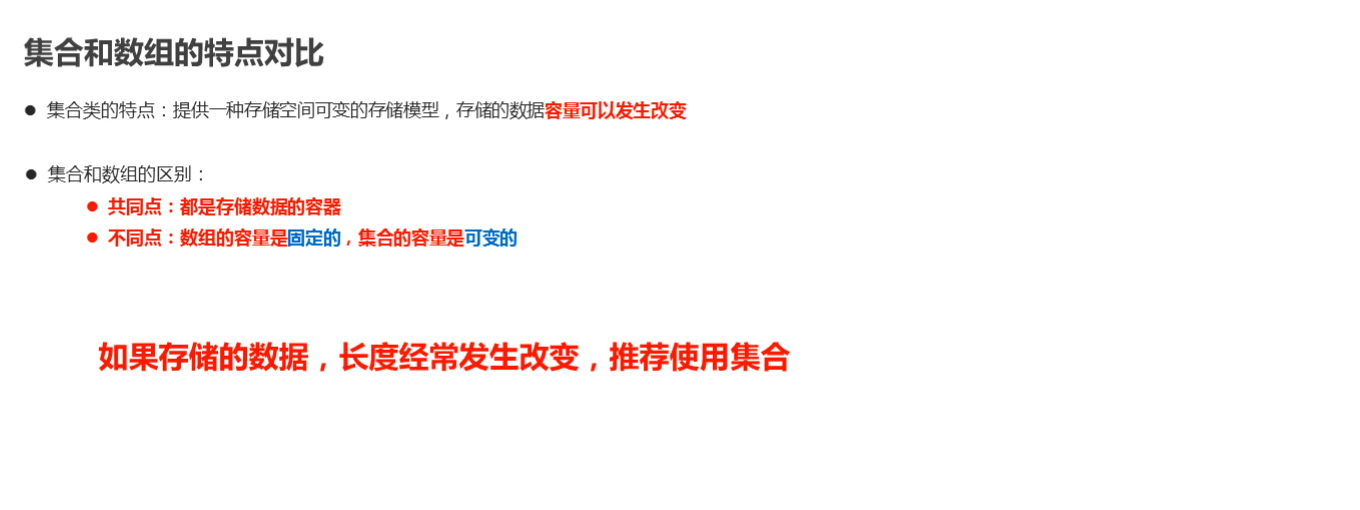 集合和数组的特点对比
● 集合类的特点：提供一种存储空间可变的存储模型，存储的数据容量可以发生改变
● 集合和数组的区别：
● 共同点：都是存储数据的容器
● 不同点：数组的容量是固定的，集合的容量是可变的
如果存储的数据，长度经常发生改变，推荐使用集合